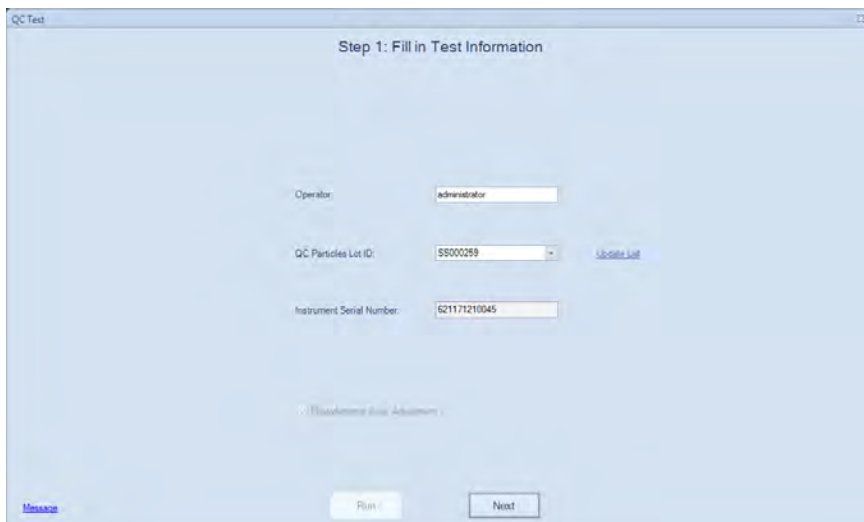 QC Test
Step 1: Fill in Test Information
Operator:
administrator
QC Particles Lot ID:
SS000259
Update List
Instrument Serial Number:
621171210045
Message
Run
Next